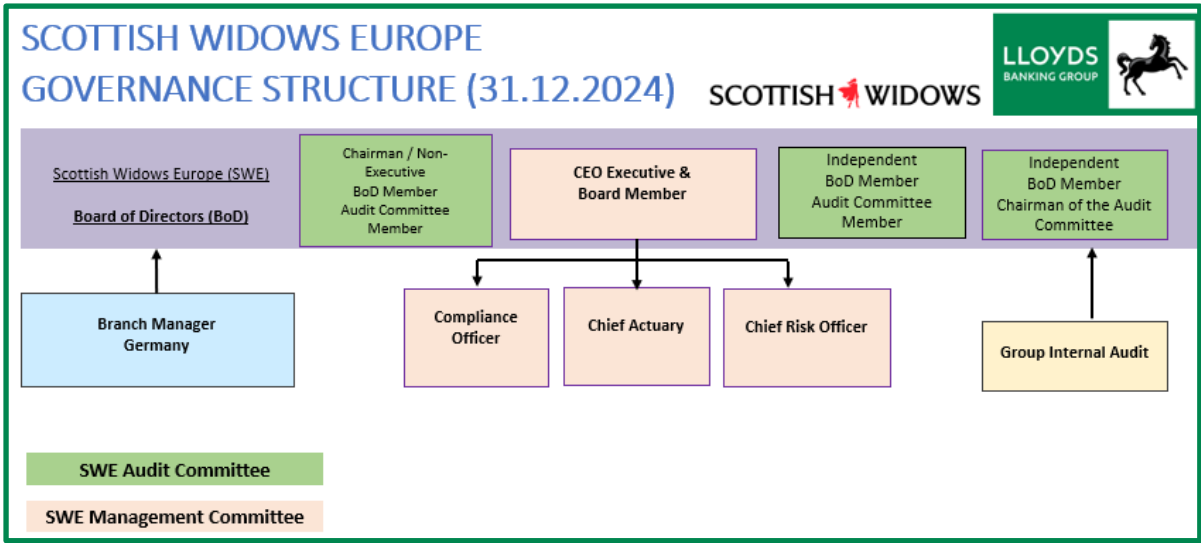 SCOTTISH WIDOWS EUROPE
GOVERNANCE STRUCTURE (31.12.2024)
SCOTTISH WIDOWS
LLOYDS
BANKING GROUP
Scottish Widows Europe (SWE)
Board of Directors (BoD)
Chairman / Non-
Executive
BoD Member
Audit Committee
Member
CEO Executive &
Board Member
Independent
BoD Member
Audit Committee
Member
Independent
BoD Member
Chairman of the Audit
Committee
Branch Manager
Germany
Compliance
Officer
Chief Actuary
Chief Risk Officer
Group Internal Audit
SWE Audit Committee
SWE Management Committee